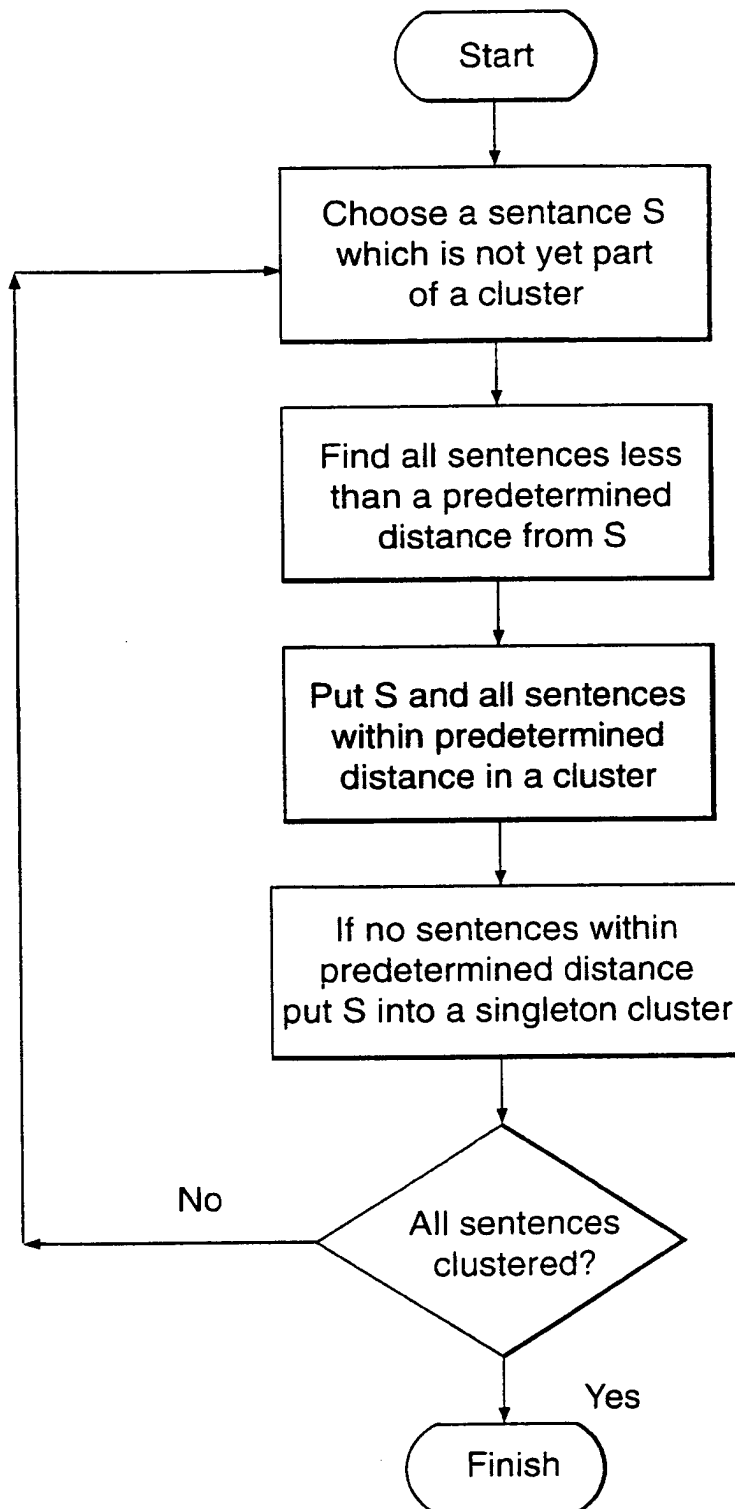 Start
Choose a sentance S
which is not yet part
of a cluster
Find all sentences less
than a predetermined
distance from S
Put S and all sentences
within predetermined
distance in a cluster
If no sentences within
predetermined distance
put S into a singleton cluster
No
All sentences
clustered?
Yes
Finish